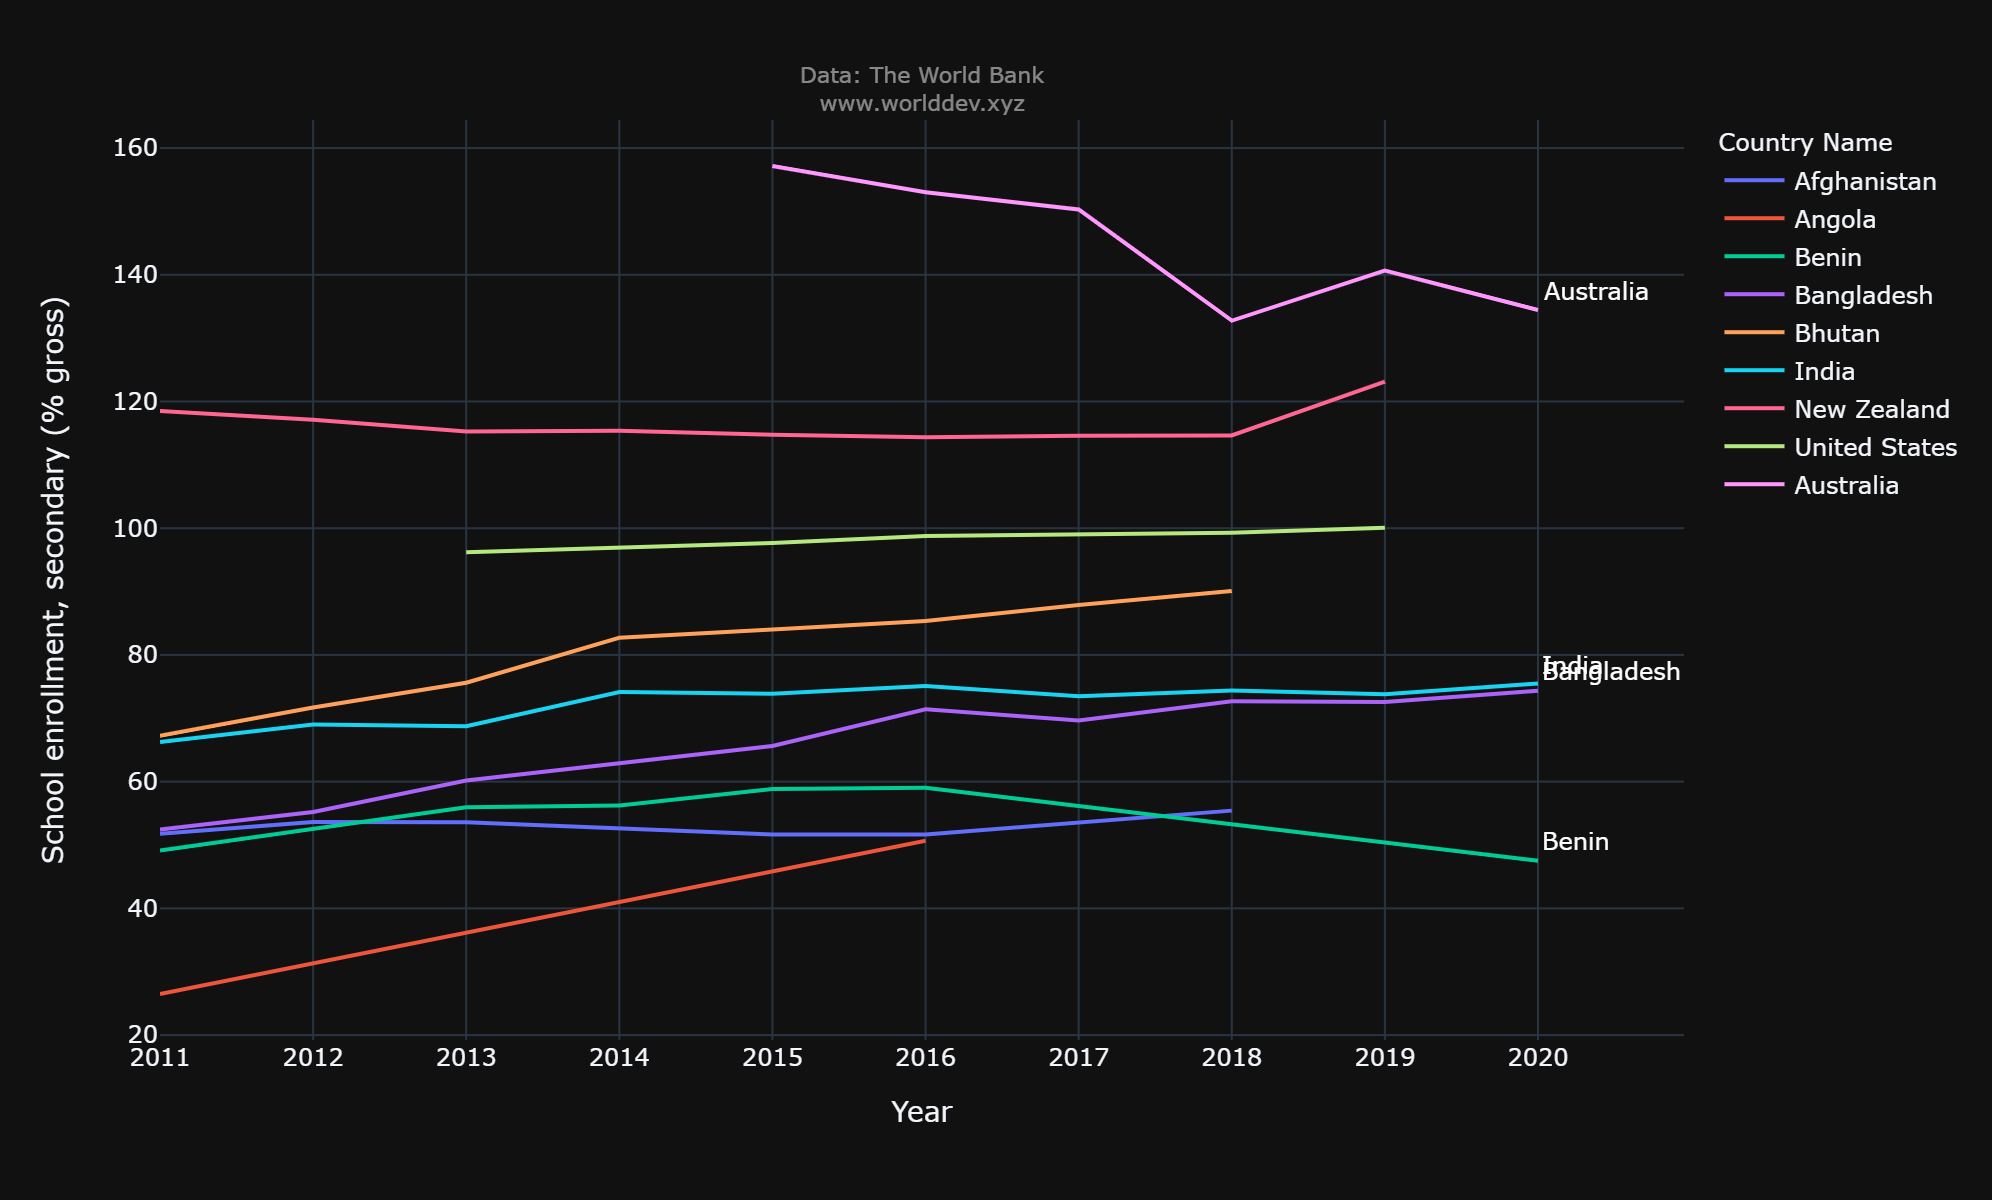 Data: The World Bank
www.worlddev.xyz
School enrollment, secondary (% gross)
160
140
120
100
80
60
40
20
2011 2012 2013 2014 2015 2016 2017 2018 2019 2020
Year
Australia
India
Bangladesh
Benin
Country Name
Afghanistan
Angola
Benin
Bangladesh
Bhutan
India
New Zealand
United States
Australia